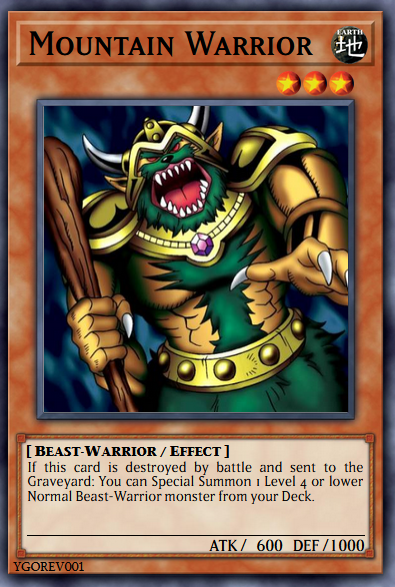 Mountain Warrior
EARTH
地
[ Beast-Warrior / Effect ]
If this card is destroyed by battle and sent to the
Graveyard: You can Special Summon 1 Level 4 or lower
Normal Beast-Warrior monster from your Deck.
ATK / 600 DEF /1000
YGOREV001